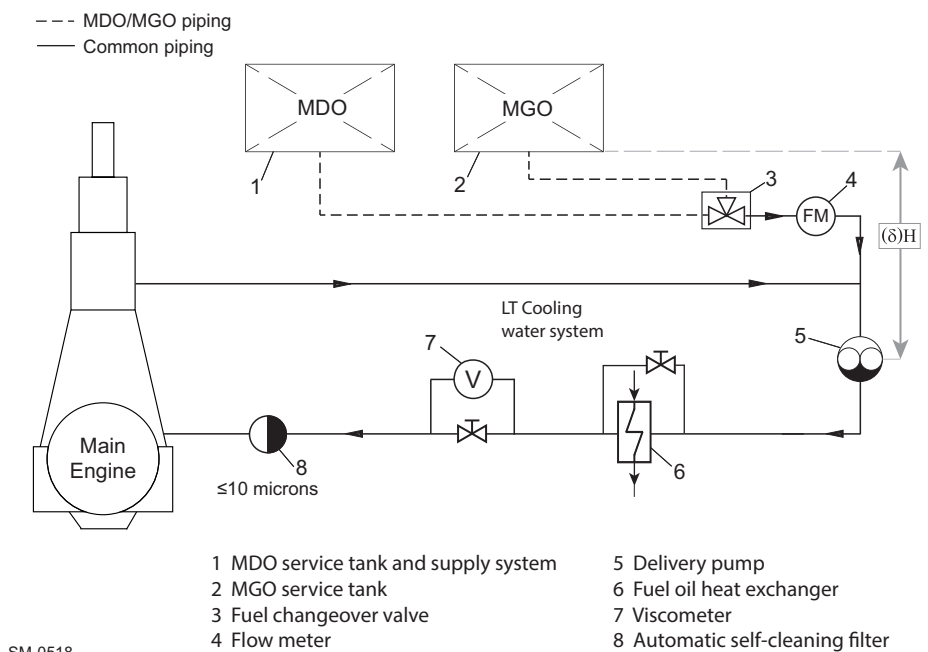 MDO/MGO piping
Common piping
MDO
MGO
1
2
3
4
FM
(δ)H
LT Cooling
water system
5
7
V
Main
Engine
8
≤10 microns
6
1 MDO service tank and supply system
2 MGO service tank
3 Fuel changeover valve
4 Flow meter
5 Delivery pump
6 Fuel oil heat exchanger
7 Viscometer
8 Automatic self-cleaning filter
SM-0518